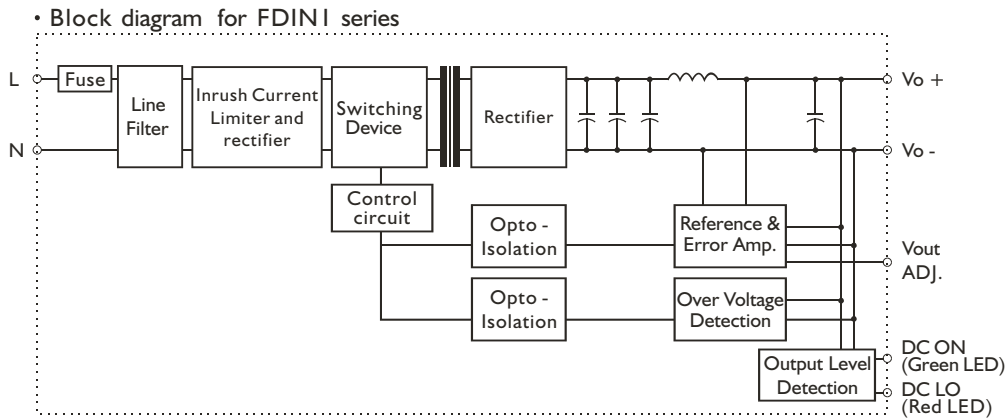 • Block diagram for FDIN1 series
L
Fuse
Line
Filter
Inrush Current
Limiter and
rectifier
Switching
Device
Rectifier
Vo +
N
Vo -
Control
circuit
Opto -
Isolation
Reference &
Error Amp.
Vout
ADJ.
Opto -
Isolation
Over Voltage
Detection
Output Level
Detection
DC ON
(Green LED)
DC LO
(Red LED)